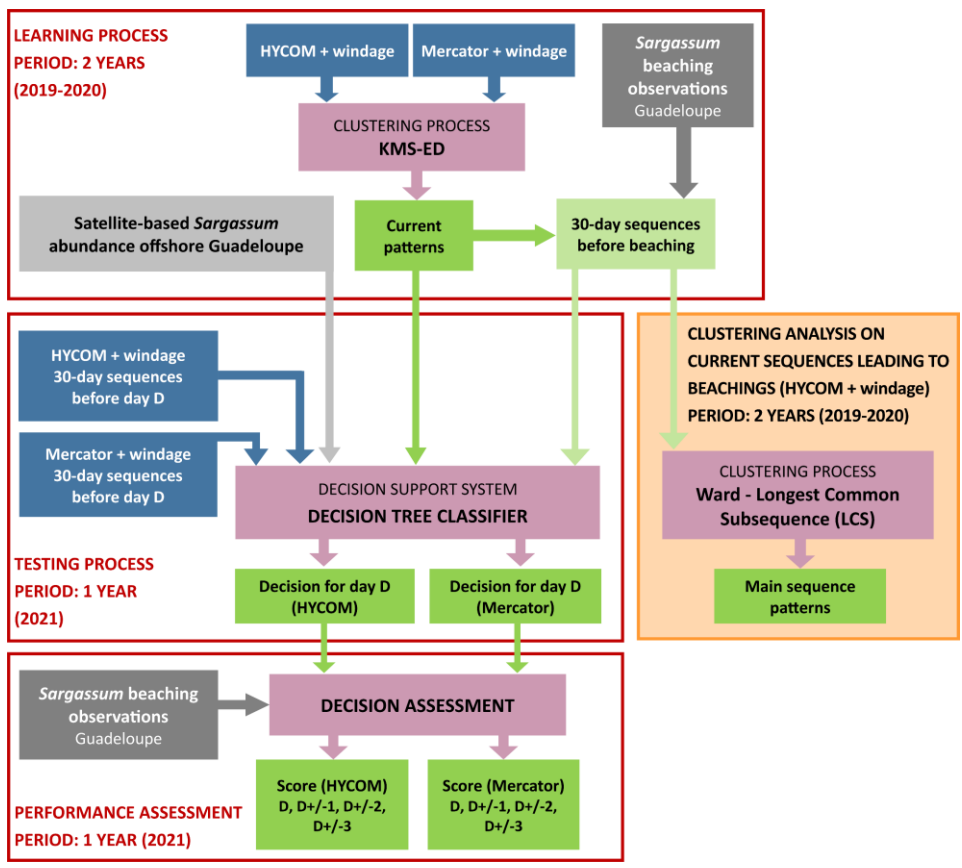 LEARNING PROCESS
PERIOD: 2 YEARS
(2019-2020)
HYCOM + windage
Mercator + windage
Sargassum
beaching
observations
Guadeloupe
CLUSTERING PROCESS
KMS-ED
Satellite-based Sargassum
abundance offshore Guadeloupe
Current
patterns
30-day sequences
before beaching
HYCOM + windage
30-day sequences
before day D
Mercator + windage
30-day sequences
before day D
DECISION SUPPORT SYSTEM
DECISION TREE CLASSIFIER
TESTING PROCESS
PERIOD: 1 YEAR
(2021)
Decision for day D
(HYCOM)
Decision for day D
(Mercator)
CLUSTERING ANALYSIS ON
CURRENT SEQUENCES LEADING TO
BEACHINGS (HYCOM + windage)
PERIOD: 2 YEARS (2019-2020)
CLUSTERING PROCESS
Ward - Longest Common
Subsequence (LCS)
Main sequence
patterns
Sargassum beaching
observations
Guadeloupe
DECISION ASSESSMENT
Score (HYCOM)
D, D+/-1, D+/-2,
D+/-3
Score (Mercator)
D, D+/-1, D+/-2,
D+/-3
PERFORMANCE ASSESSMENT
PERIOD: 1 YEAR (2021)